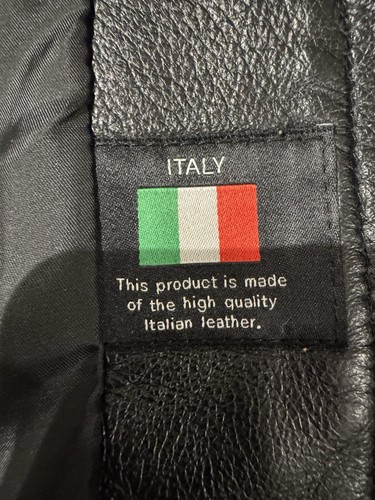 ITALY
This product is made
of the high quality
Italian leather.